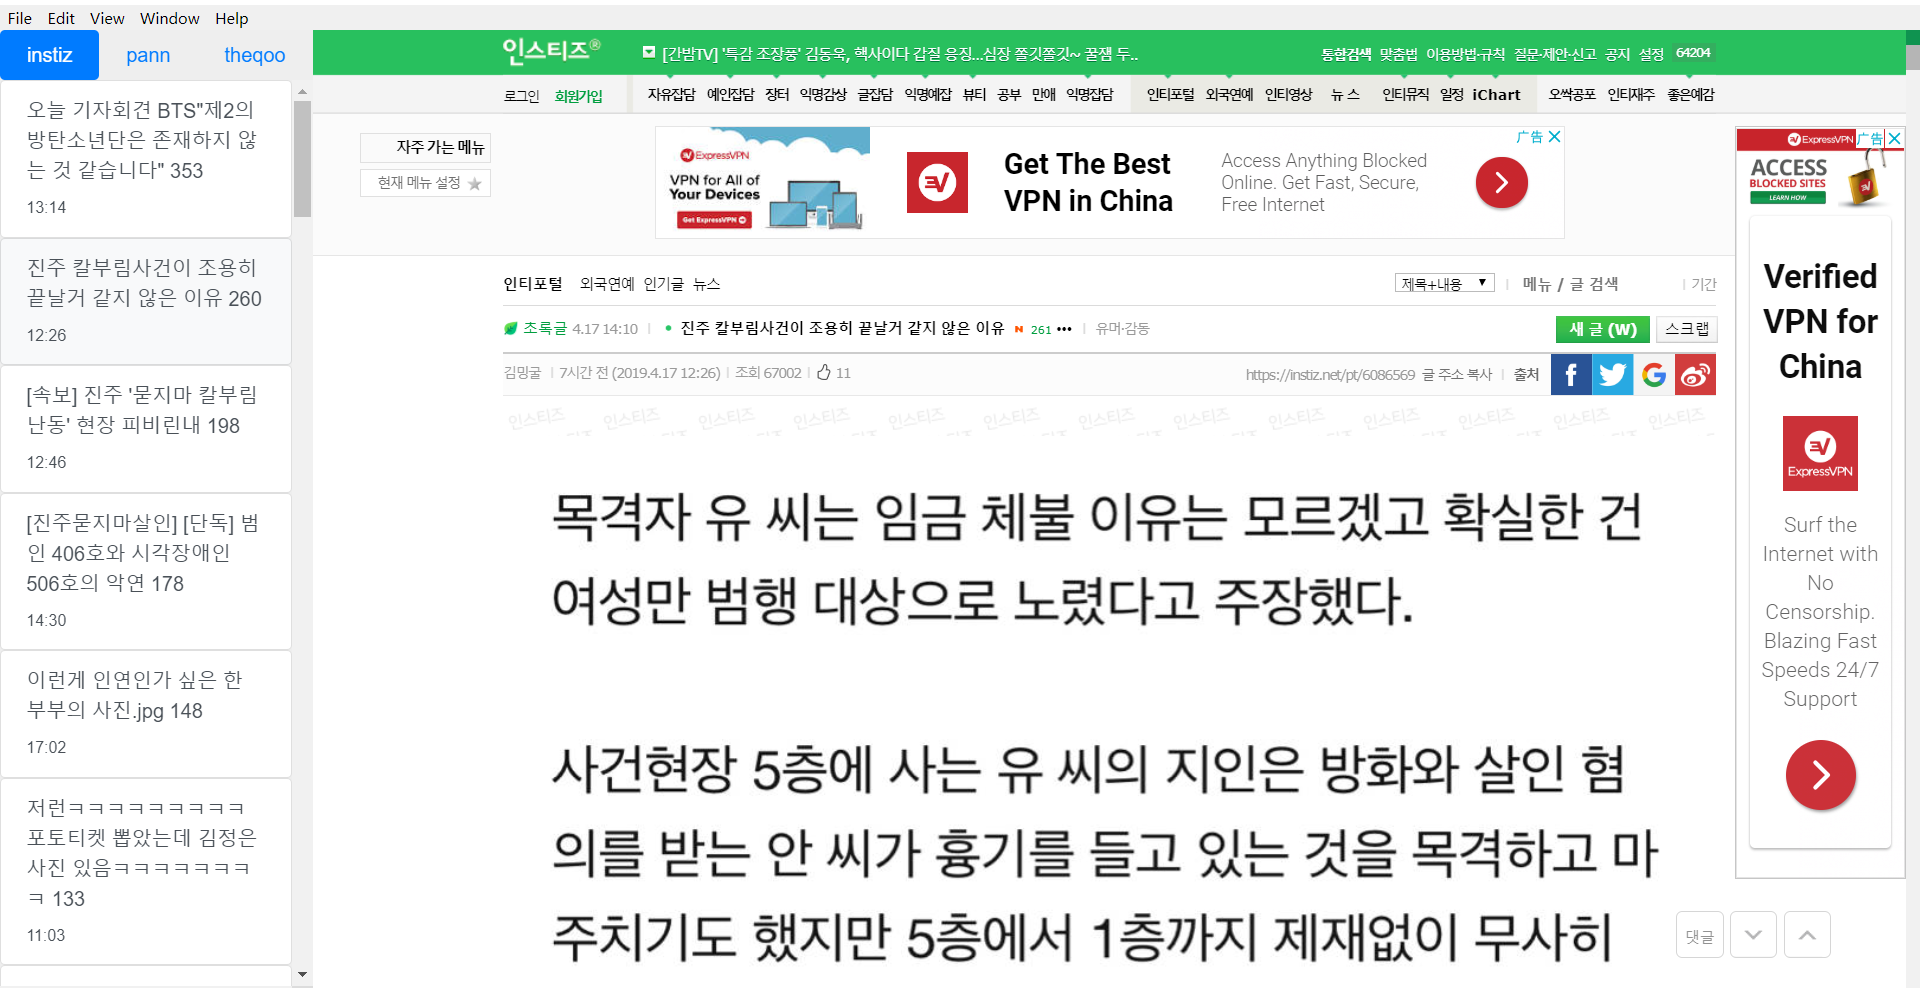 File Edit View Window Help
instiz pann theqoo
오늘 기자회견 BTS"제2의
방탄소년단은 존재하지 않
는 것 같습니다" 353
13:14
진주 칼부림사건이 조용히
끝날거 같지 않은 이유 260
12:26
[속보] 진주 '묻지마 칼부림
난동' 현장 피비린내 198
12:46
[진주묻지마살인] [단독] 범
인 406호와 시각장애인
506호의 악연 178
14:30
이런게 인연인가 싶은 한
부부의 사진.jpg 148
17:02
저런ㅋㅋㅋㅋㅋㅋㅋㅋㅋ
포토티켓 뽑았는데 김정은
사진 있음ㅋㅋㅋㅋㅋㅋㅋ
ㅋ 133
11:03
인스티즈®
[간밤TV] '특감 조장풍' 김동욱, 핵사이다 갑질 응징...심장 쫄깃쫄깃~ 꿀잼 두..
통합검색 맞춤법 이용방법·규칙 질문·제안·신고 공지 설정 64204
로그인 회원가입
자유잡담 예인잡담 장터 익명감상 글잡담 익명예잡 뷰티 공부 만애 익명잡담
인티포털 외국연예 인티영상 뉴 스 인티뮤직 일정 iChart 오싹공포 인티재주 좋은예감
자주 가는 메뉴
현재 메뉴 설정
ExpressVPN
VPN for All of
Your Devices
Get ExpressVPN
Get The Best
VPN in China
Access Anything Blocked
Online. Get Fast, Secure,
Free Internet
广告
인티포털 외국연예 인기글 뉴스
제목+내용
메뉴 / 글 검색
기간
초록글 4.17 14:10
진주 칼부림사건이 조용히 끝날거 같지 않은 이유 N 261 •••
유머·감동
새 글 (W)
스크랩
김밍굴 7시간 전 (2019.4.17 12:26) 조회 67002 11
https://instiz.net/pt/6086569 글 주소 복사 출처
인스티즈 인스티즈 인스티즈 인스티즈 인스티즈 인스티즈 인스티즈 인스티즈 인스티즈 인스티즈 인스티즈 인스티즈 인스티즈
목격자 유 씨는 임금 체불 이유는 모르겠고 확실한 건
여성만 범행 대상으로 노렸다고 주장했다.
사건현장 5층에 사는 유 씨의 지인은 방화와 살인 혐
의를 받는 안 씨가 흉기를 들고 있는 것을 목격하고 마
주치기도 했지만 5층에서 1층까지 제재없이 무사히
ExpressVPN
广告
ACCESS
BLOCKED SITES
LEARN HOW
Verified
VPN for
China
ExpressVPN
Surf the
Internet with
No
Censorship.
Blazing Fast
Speeds 24/7
Support
댓글